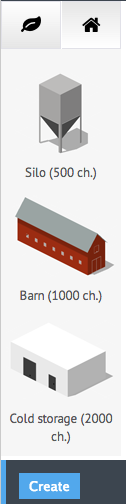 Silo (500 ch.)
Barn (1000 ch.)
Cold storage (2000
ch.)
Create